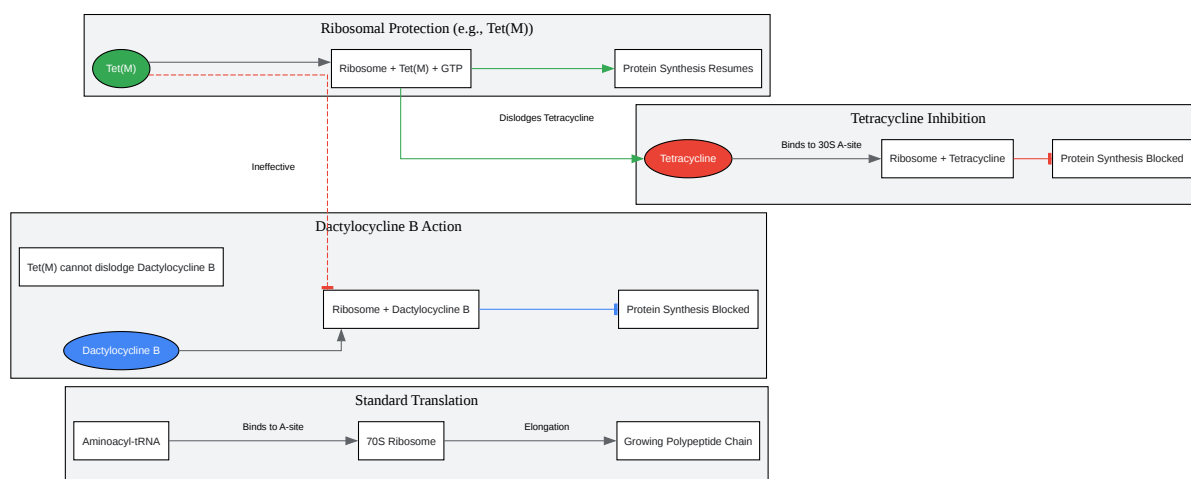 Ribosomal Protection (e.g., Tet(M))
Tet(M)
Ribosome + Tet(M) + GTP
Protein Synthesis Resumes
Dislodges Tetracycline
Tetracycline Inhibition
Tetracycline
Binds to 30S A-site
Ribosome + Tetracycline
Protein Synthesis Blocked
Ineffective
Dactylocycline B Action
Tet(M) cannot dislodge Dactylocycline B
Ribosome + Dactylocycline B
Protein Synthesis Blocked
Dactylocycline B
Standard Translation
Aminoacyl-tRNA
Binds to A-site
70S Ribosome
Elongation
Growing Polypeptide Chain